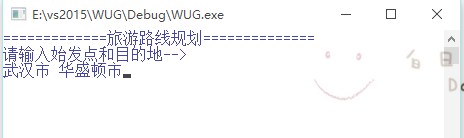 E:\vs2015\WUG\Debug\WUG.exe
=============旅游路线规划==============
请输入始发点和目的地-->
武汉市 华盛顿市